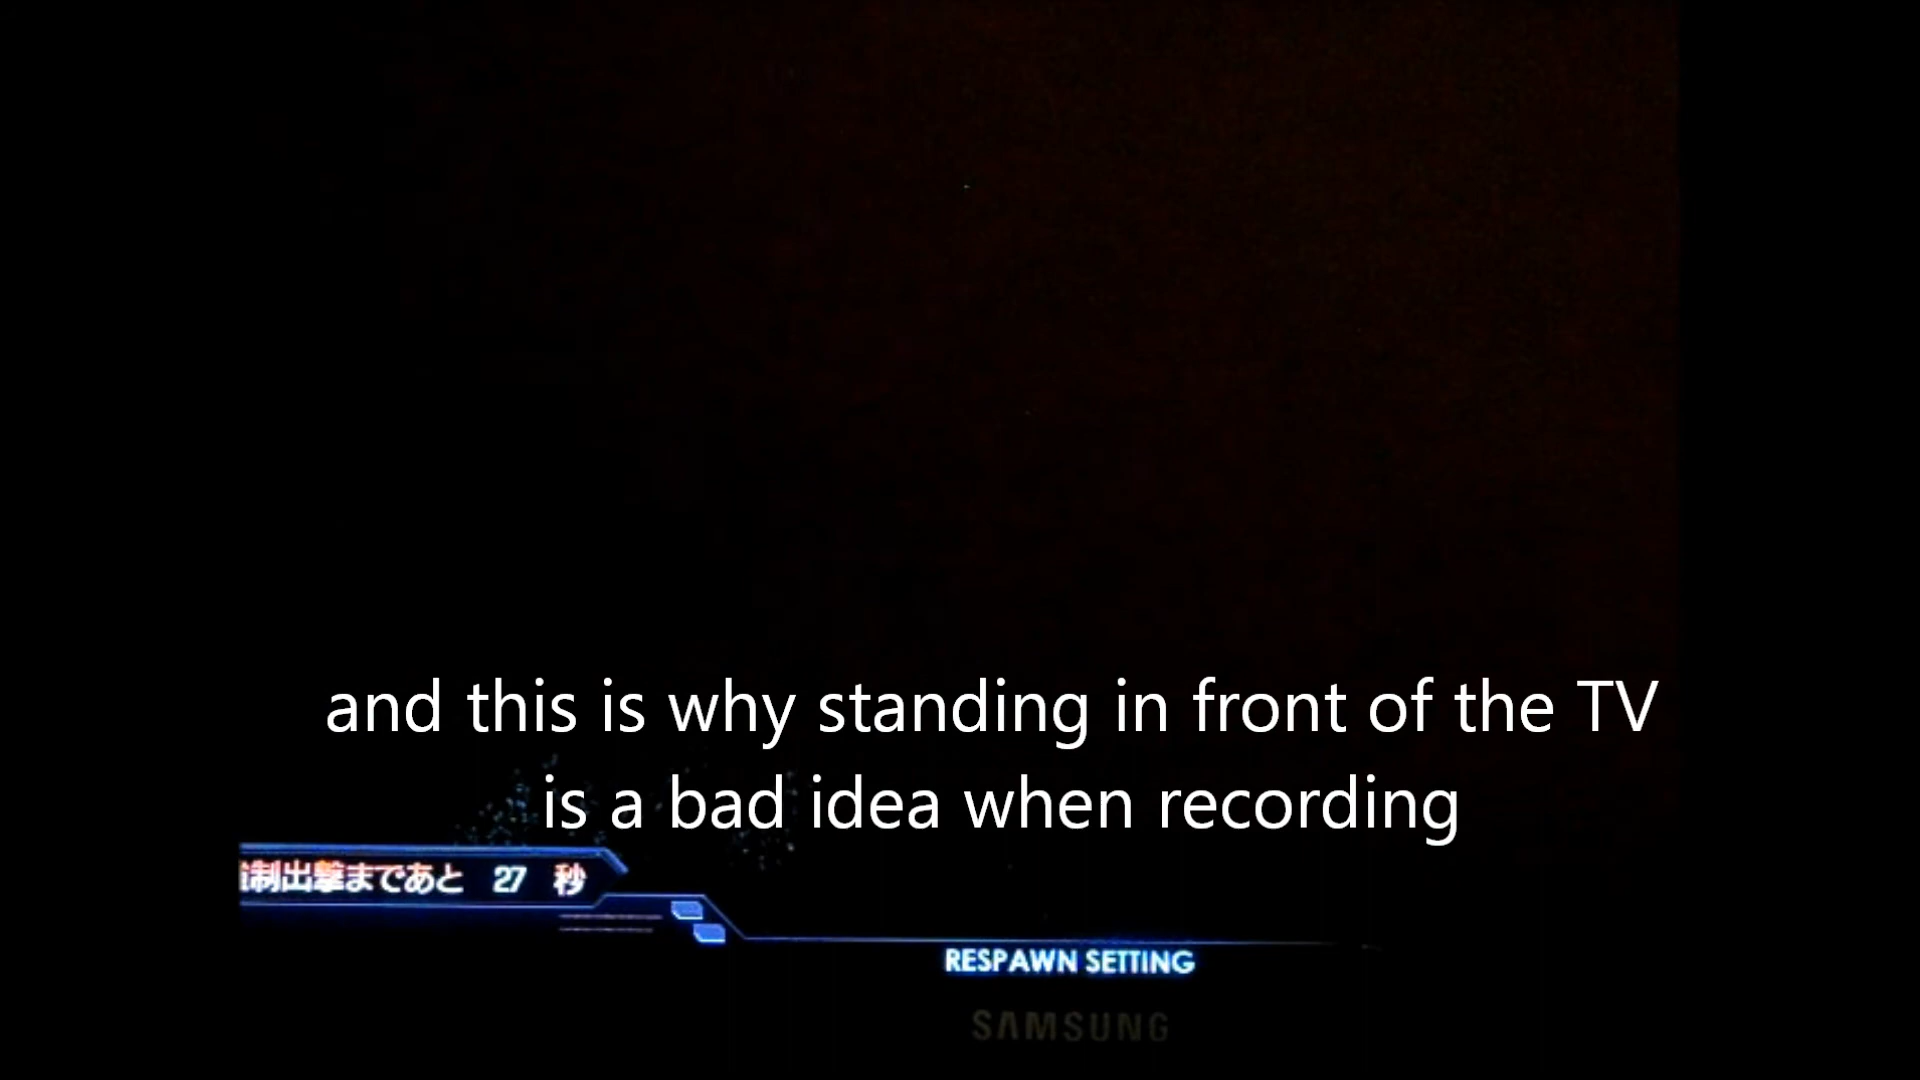 and this is why standing in front of the TV
is a bad idea when recording
制出撃まであと 27 秒
RESPAWN SETTING
SAMSUNG